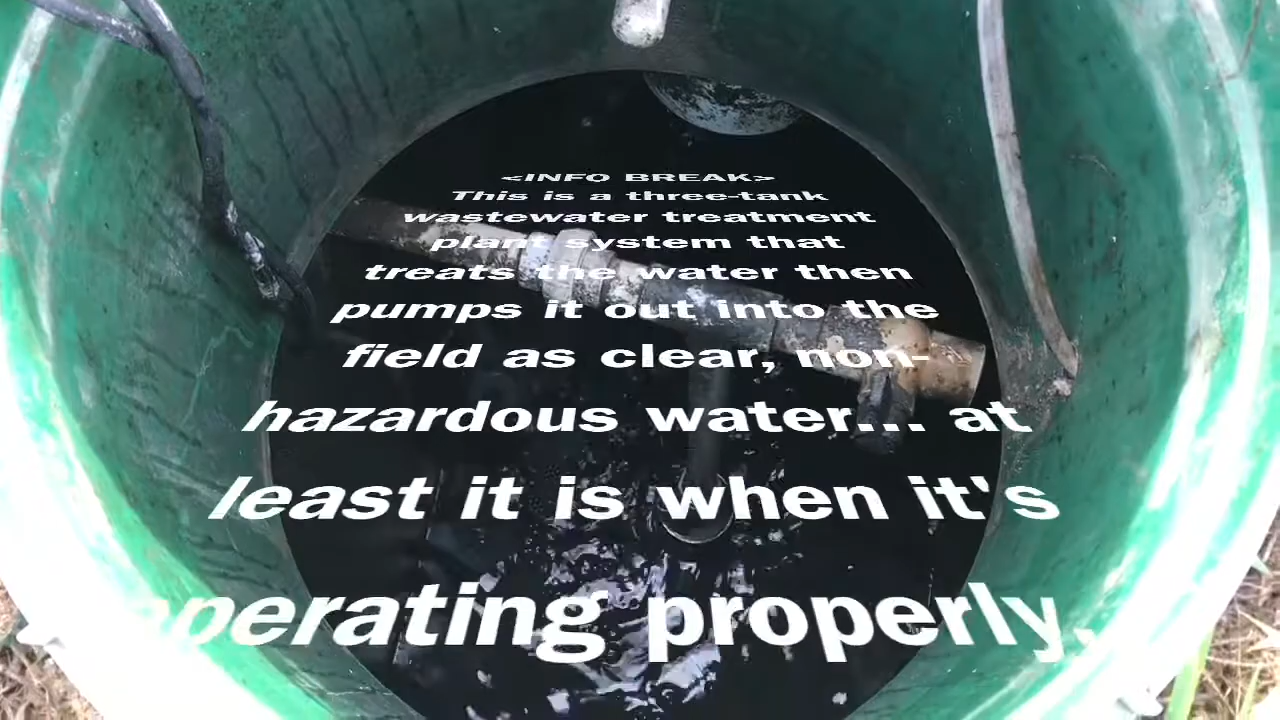 <INFO BREAK>
This is a three-tank
wastewater treatment
plant system that
treats the water then
pumps it out into the
field as clear, non-
hazardous water... at
least it is when it's
operating properly.